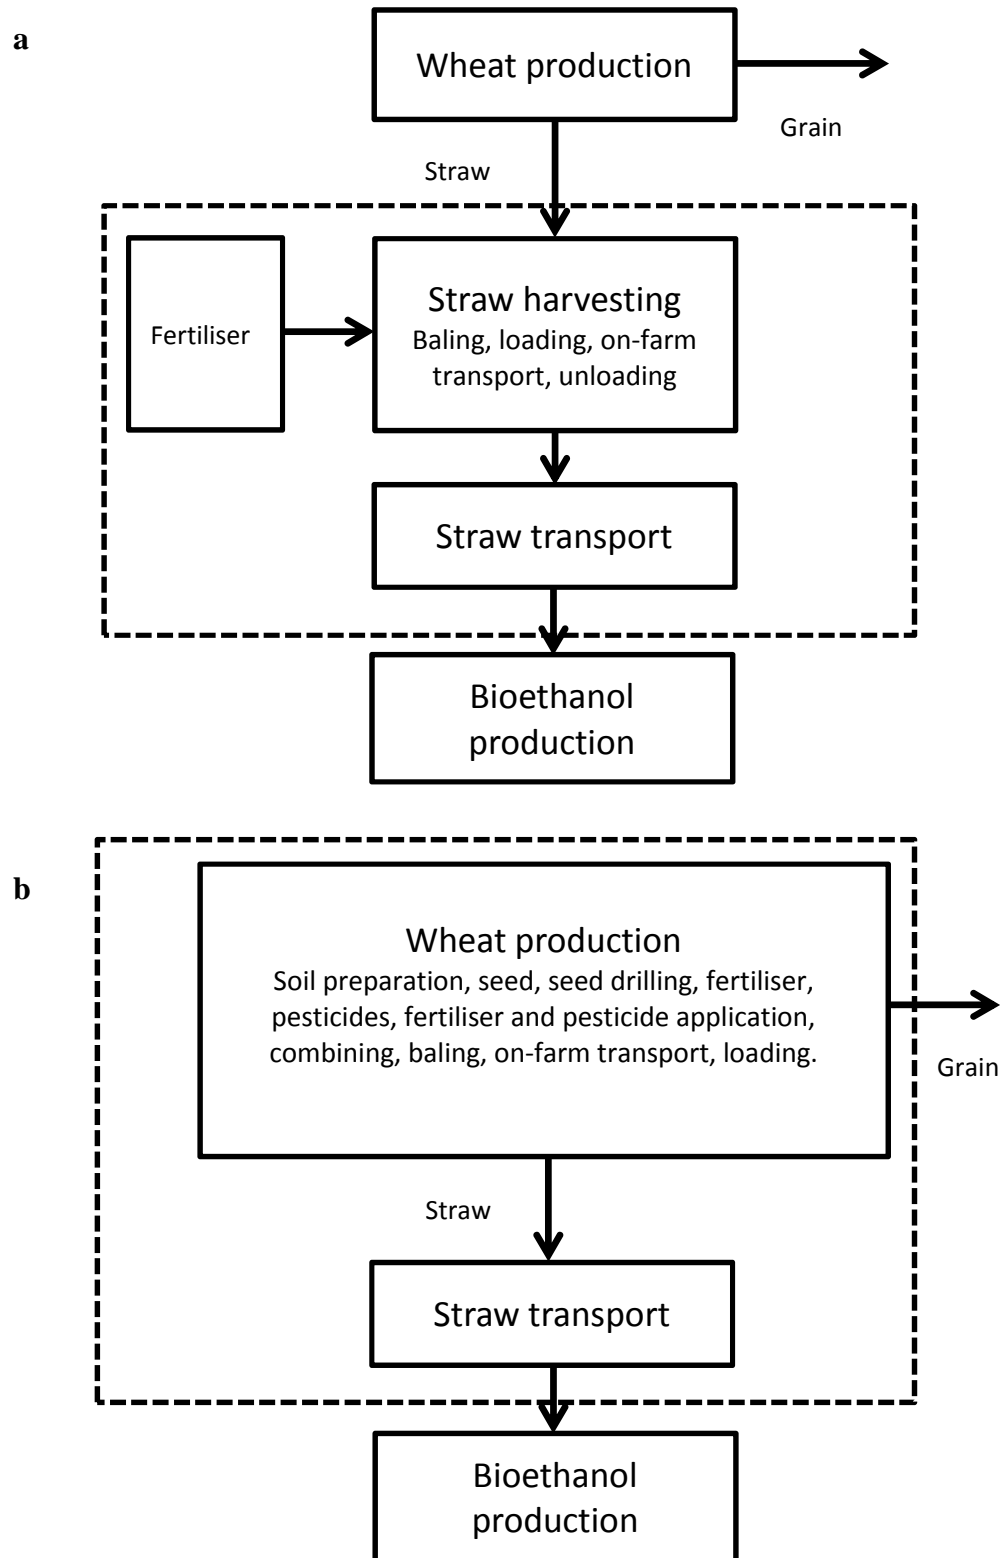 a
Wheat production
Grain
Straw
Fertiliser
Straw harvesting
Baling, loading, on-farm
transport, unloading
Straw transport
Bioethanol
production
b
Wheat production
Soil preparation, seed, seed drilling, fertiliser,
pesticides, fertiliser and pesticide application,
combining, baling, on-farm transport, loading.
Grain
Straw
Straw transport
Bioethanol
production